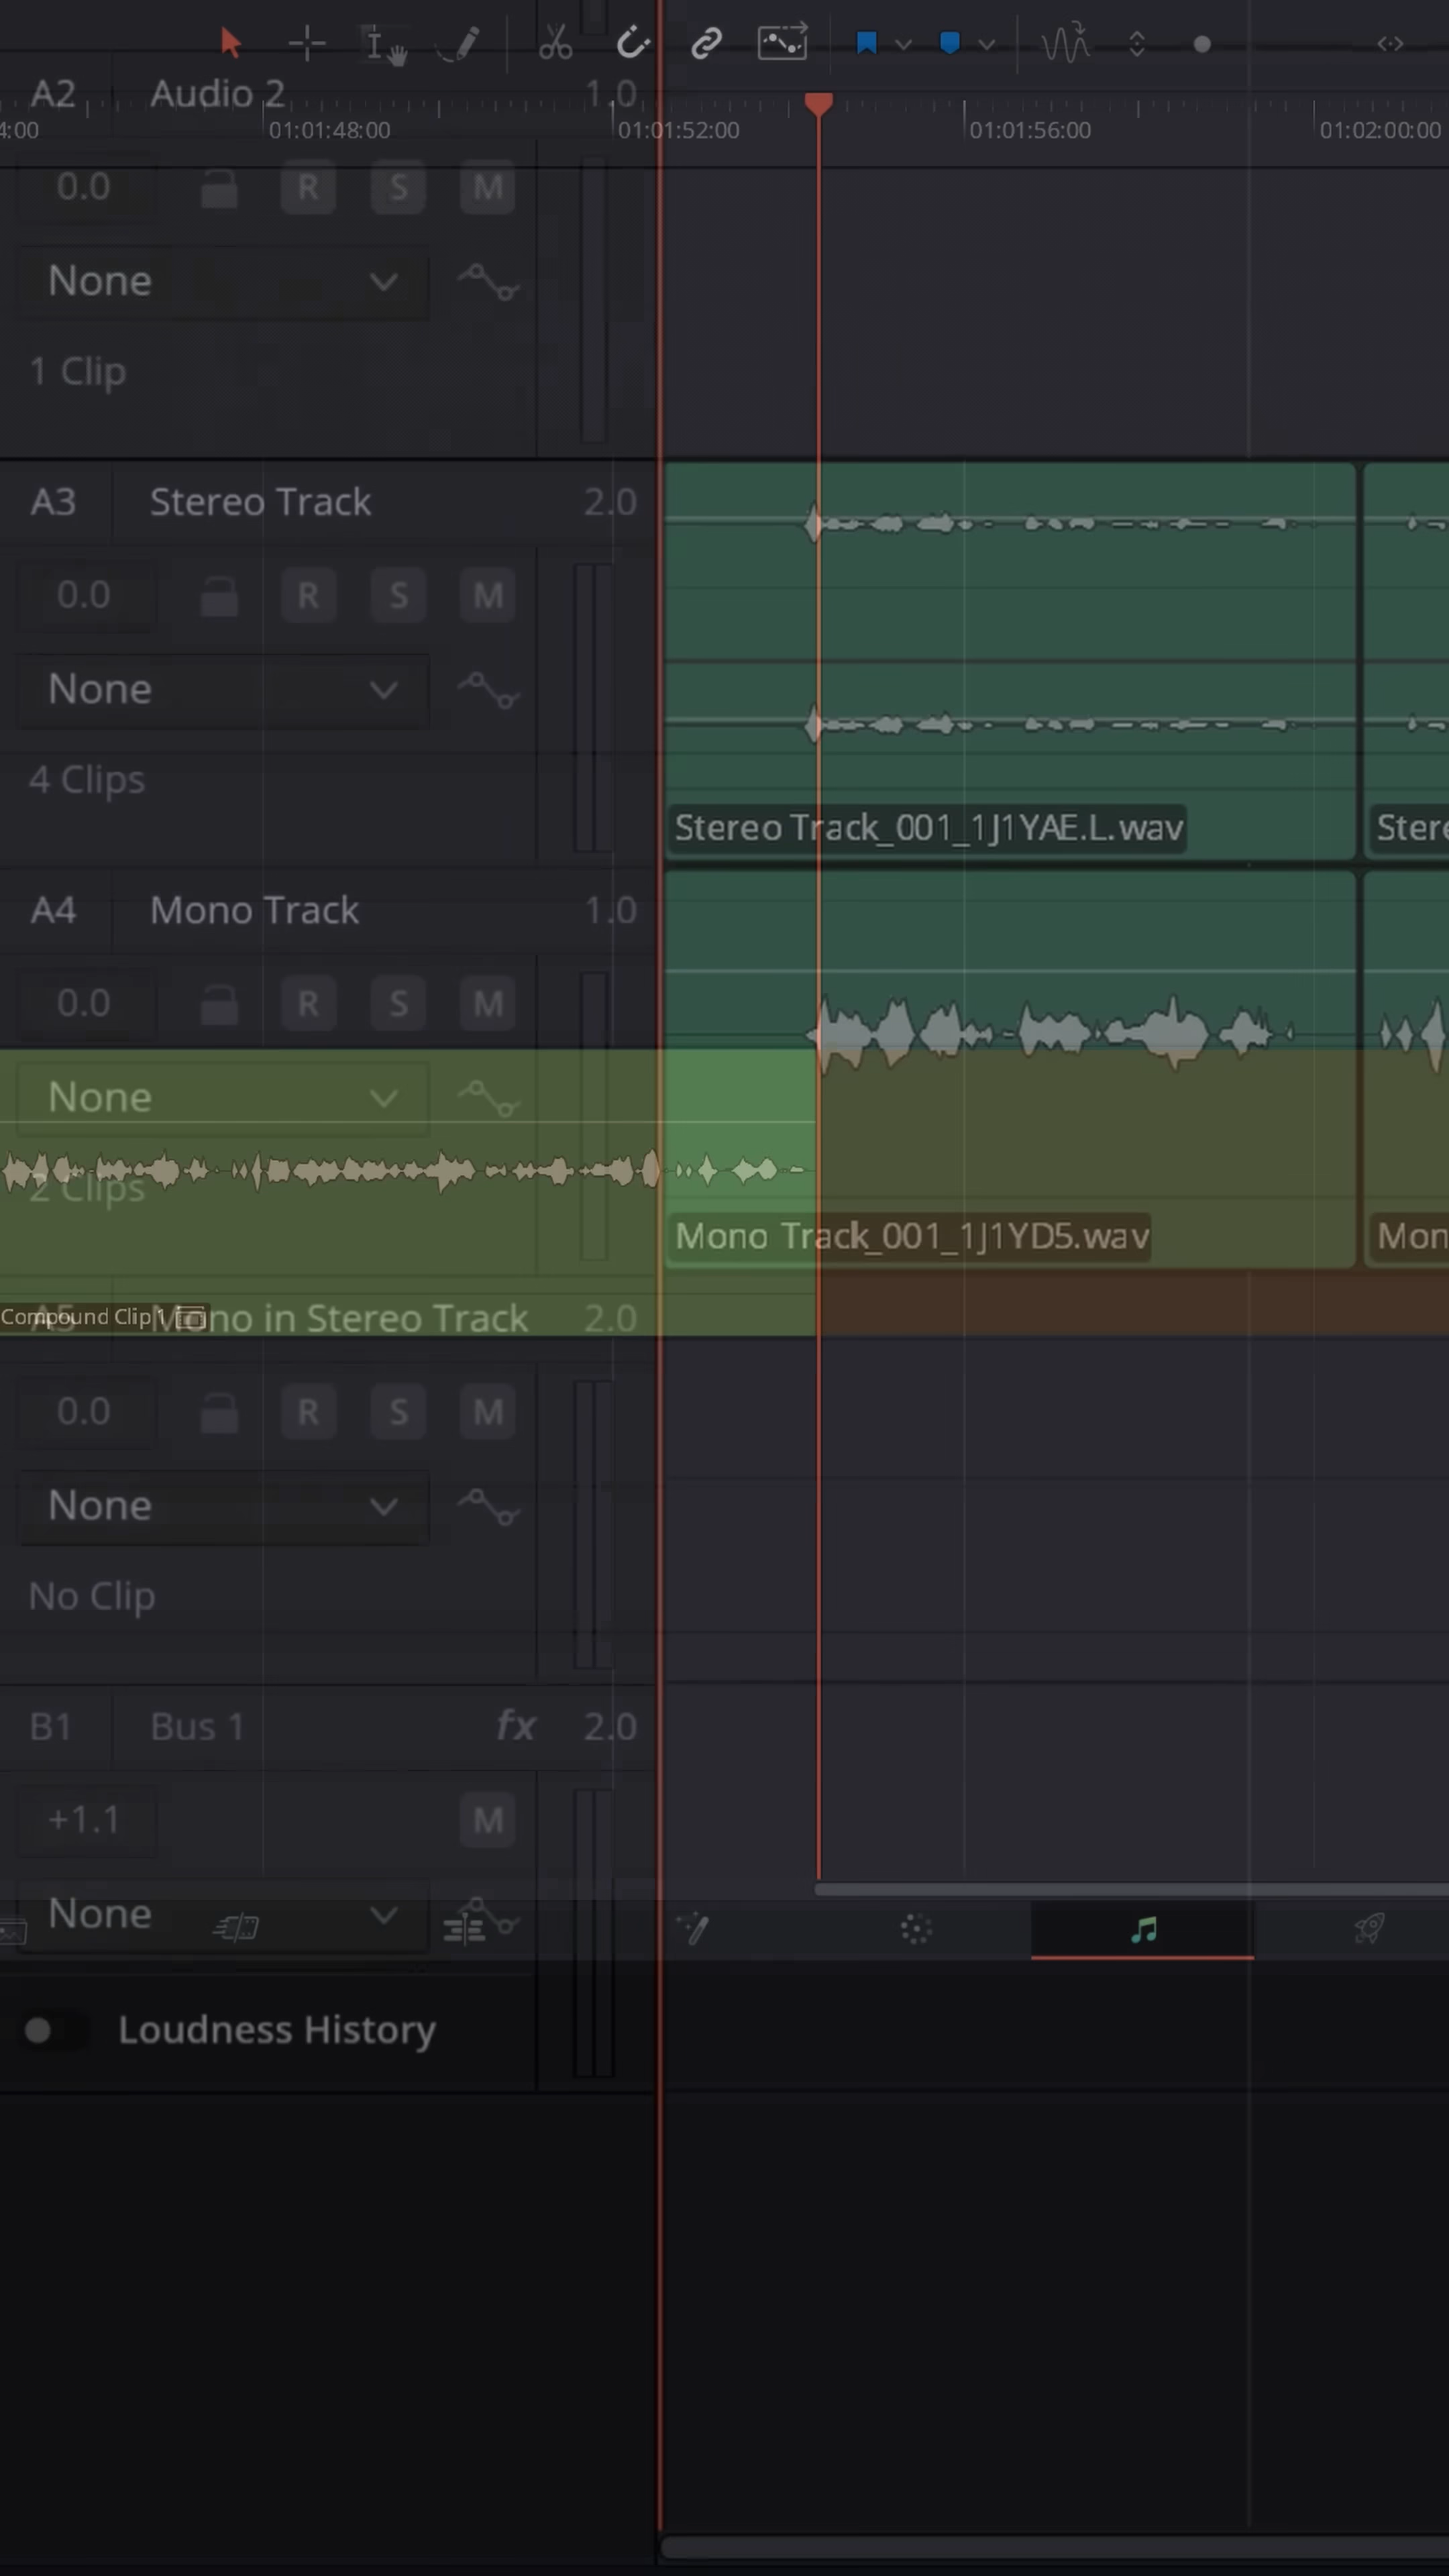 A2 Audio 2 1.0
4:00 01:01:48:00 01:01:52:00 01:01:56:00 01:02:00:00
0.0 R S M
None
1 Clip
A3 Stereo Track 2.0
0.0 R S M
None
4 Clips
Stereo Track_001_1J1YAE.L.wav Stere
A4 Mono Track 1.0
0.0 R S M
None
2 Clips
Mono Track_001_1J1YD5.wav Mon
Compound Clip 1
A5 Mono in Stereo Track 2.0
0.0 R S M
None
No Clip
B1 Bus 1 fx 2.0
+1.1 M
None
Loudness History